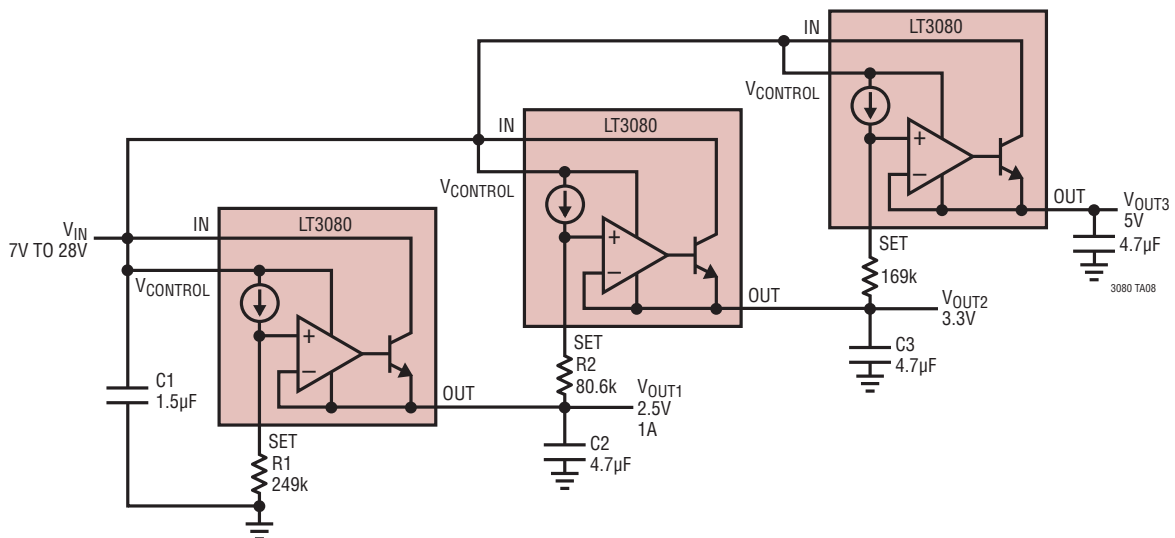 IN
LT3080
VCONTROL
OUT
VOUT3
5V
4.7µF
SET
169k
3080 TA08
IN
LT3080
VCONTROL
OUT
VOUT2
3.3V
SET
R2
80.6k
C3
4.7µF
VIN
7V TO 28V
IN
LT3080
VCONTROL
OUT
VOUT1
2.5V
1A
C1
1.5µF
SET
R1
249k
C2
4.7µF
+
–
+
–
+
–